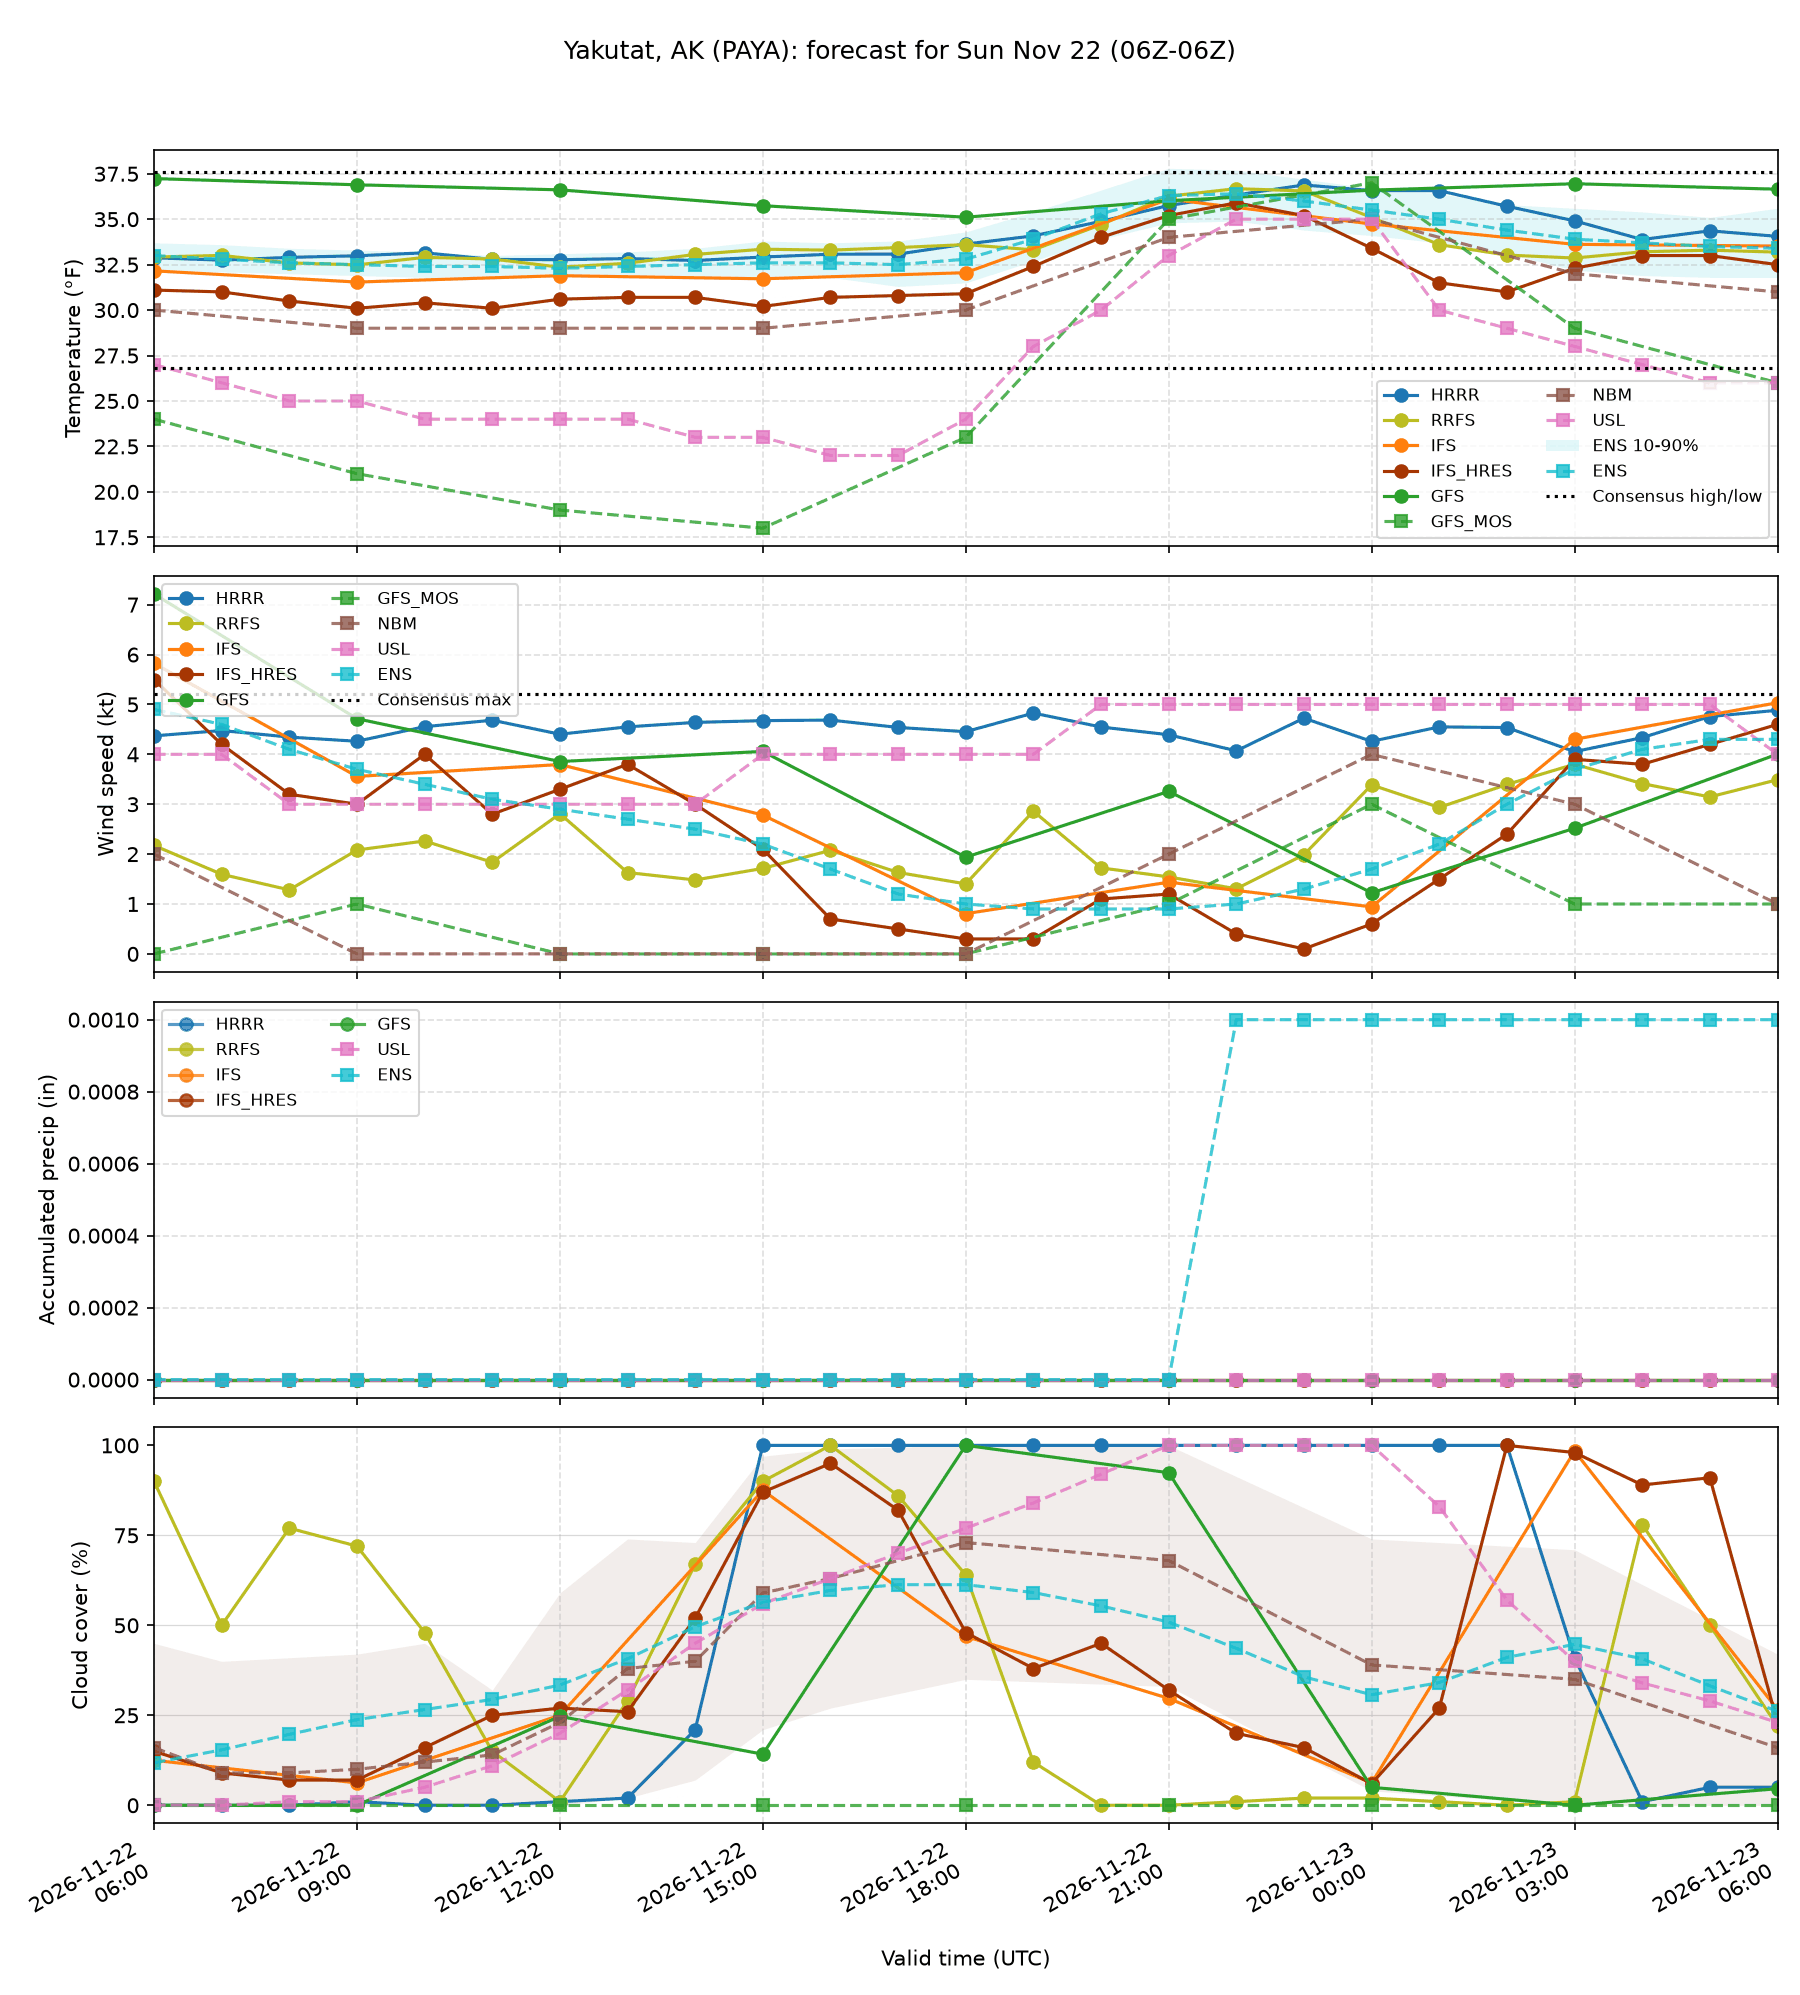 Yakutat, AK (PAYA): forecast for Sun Nov 22 (06Z-06Z)
Temperature (°F)
37.5
35.0
32.5
30.0
27.5
25.0
22.5
20.0
17.5
HRRR
RRFS
IFS
IFS_HRES
GFS
GFS_MOS
NBM
USL
ENS 10-90%
ENS
Consensus high/low
Wind speed (kt)
7
6
5
4
3
2
1
0
HRRR
RRFS
IFS
IFS_HRES
GFS
GFS_MOS
NBM
USL
ENS
Consensus max
Accumulated precip (in)
0.0010
0.0008
0.0006
0.0004
0.0002
0.0000
HRRR
RRFS
IFS
IFS_HRES
GFS
USL
ENS
Cloud cover (%)
100
75
50
25
0
2026-11-22
06:00
2026-11-22
09:00
2026-11-22
12:00
2026-11-22
15:00
2026-11-22
18:00
2026-11-22
21:00
2026-11-23
00:00
2026-11-23
03:00
2026-11-23
06:00
Valid time (UTC)